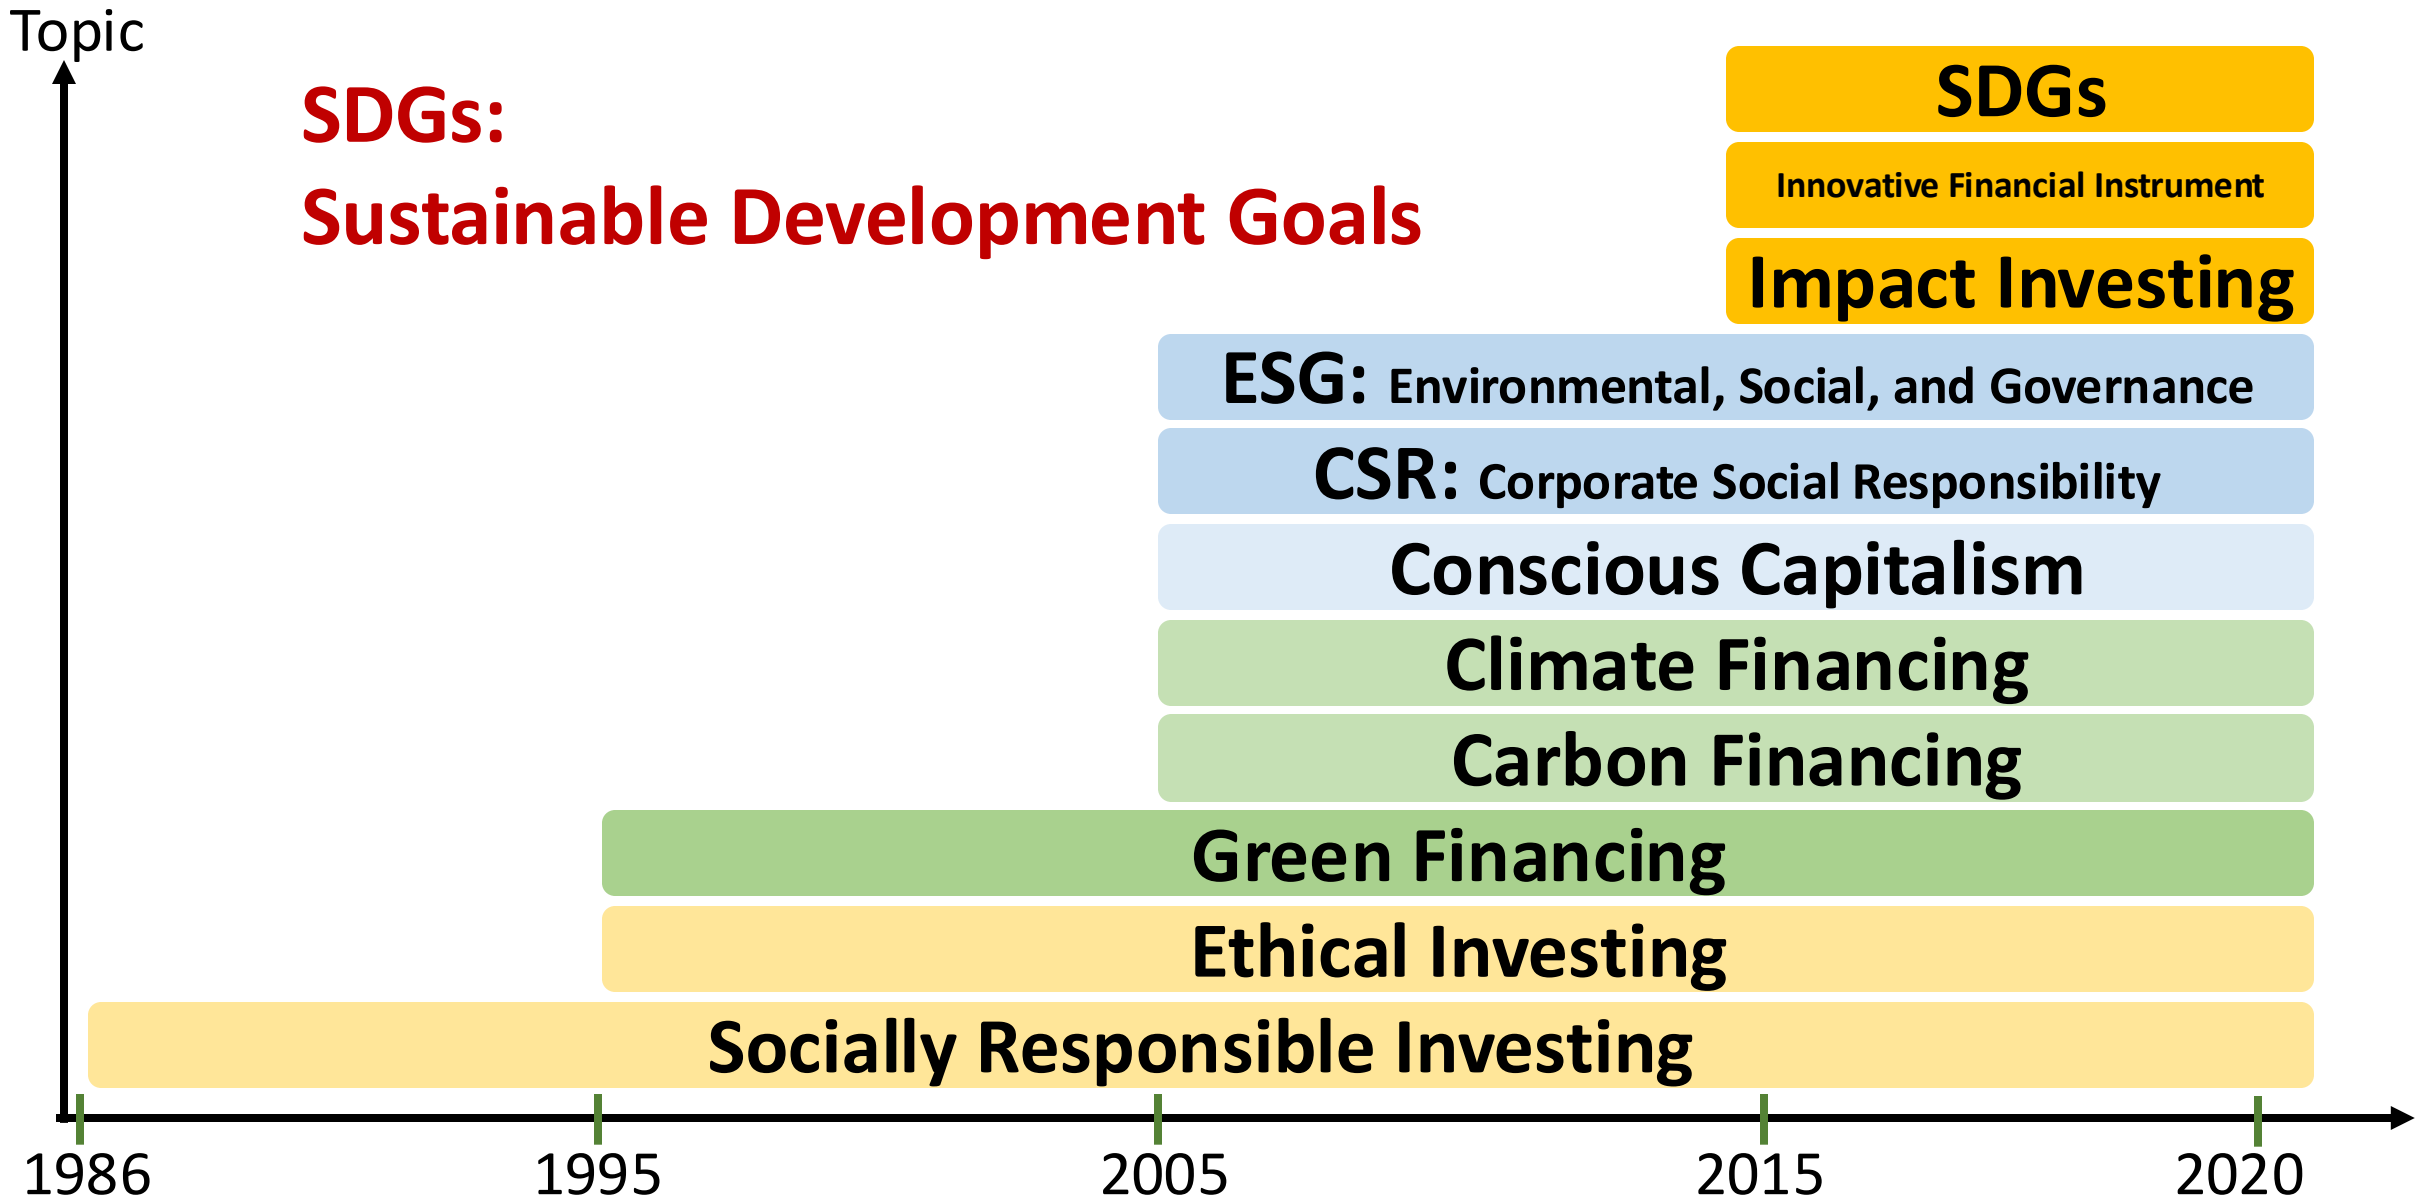 Topic
SDGs:
Sustainable Development Goals
SDGs
Innovative Financial Instrument
Impact Investing
ESG: Environmental, Social, and Governance
CSR: Corporate Social Responsibility
Conscious Capitalism
Climate Financing
Carbon Financing
Green Financing
Ethical Investing
Socially Responsible Investing
1986 1995 2005 2015 2020